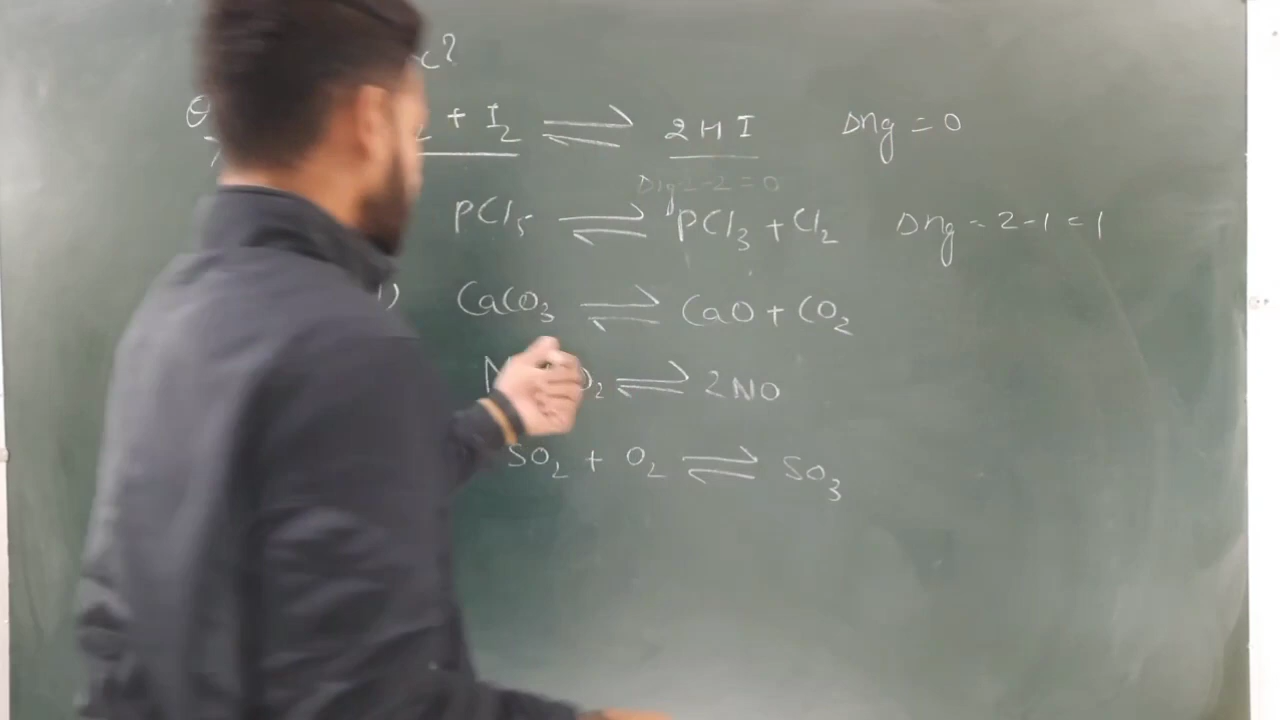 c?
+ I₂ ⇌ 2HI Δng = 0
Δng 2-2 = 0
PCl₅ ⇌ PCl₃ + Cl₂ Δng = 2-1 = 1
) CaCO₃ ⇌ CaO + CO₂
N O₂ ⇌ 2NO
SO₂ + O₂ ⇌ SO₃